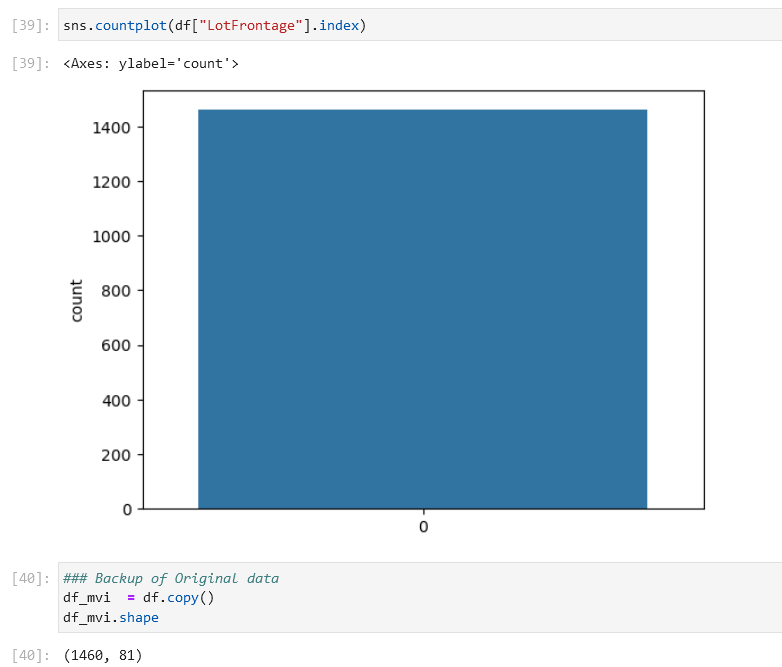 [39]: sns.countplot(df["LotFrontage"].index)
[39]: <Axes: ylabel='count'>
1400
1200
1000
800
600
400
200
0
count
0
[40]: ### Backup of Original data
df_mvi  = df.copy()
df_mvi.shape
[40]: (1460, 81)